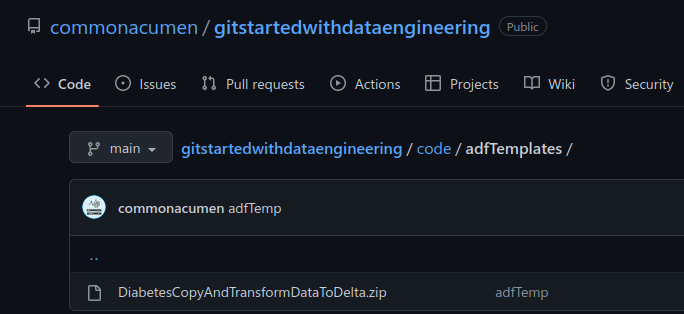 commonacumen / gitstartedwithdataengineering Public
Code Issues Pull requests Actions Projects Wiki Security
main gitstartedwithdataengineering / code / adfTemplates /
commonacumen adfTemp
..
DiabetesCopyAndTransformDataToDelta.zip adfTemp